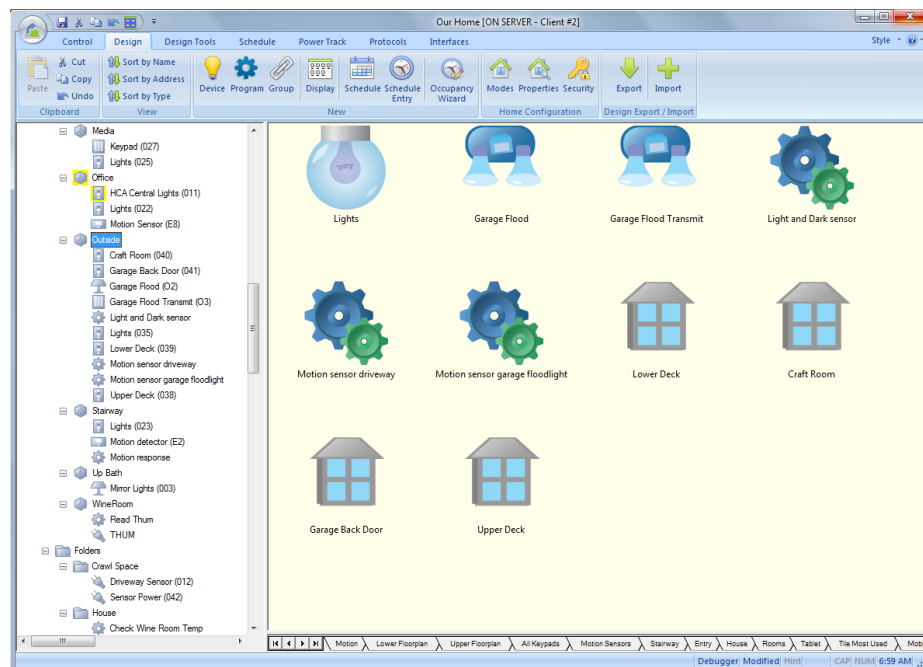 Our Home [ON SERVER - Client #2]
Control Design Design Tools Schedule Power Track Protocols Interfaces Style
Paste
Cut
Copy
Undo
Clipboard
Sort by Name
Sort by Address
Sort by Type
View
Device Program Group Display Schedule Schedule Entry Occupancy Wizard
New
Modes Properties Security
Home Configuration
Export Import
Design Export / Import
Media
Keypad (027)
Lights (025)
Office
HCA Central Lights (011)
Lights (022)
Motion Sensor (E8)
Outside
Craft Room (040)
Garage Back Door (041)
Garage Flood (O2)
Garage Flood Transmit (O3)
Light and Dark sensor
Lights (035)
Lower Deck (039)
Motion sensor driveway
Motion sensor garage floodlight
Upper Deck (038)
Stairway
Lights (023)
Motion detector (E2)
Motion response
Up Bath
Mirror Lights (003)
WineRoom
Read Thum
THUM
Folders
Crawl Space
Driveway Sensor (012)
Sensor Power (042)
House
Check Wine Room Temp
Lights Garage Flood Garage Flood Transmit Light and Dark sensor
Motion sensor driveway Motion sensor garage floodlight Lower Deck Craft Room
Garage Back Door Upper Deck
Motion Lower Floorplan Upper Floorplan All Keypads Motion Sensors Stairway Entry House Rooms Tablet Tile Most Used Mob
Debugger Modified Hint CAP NUM 6:59 AM